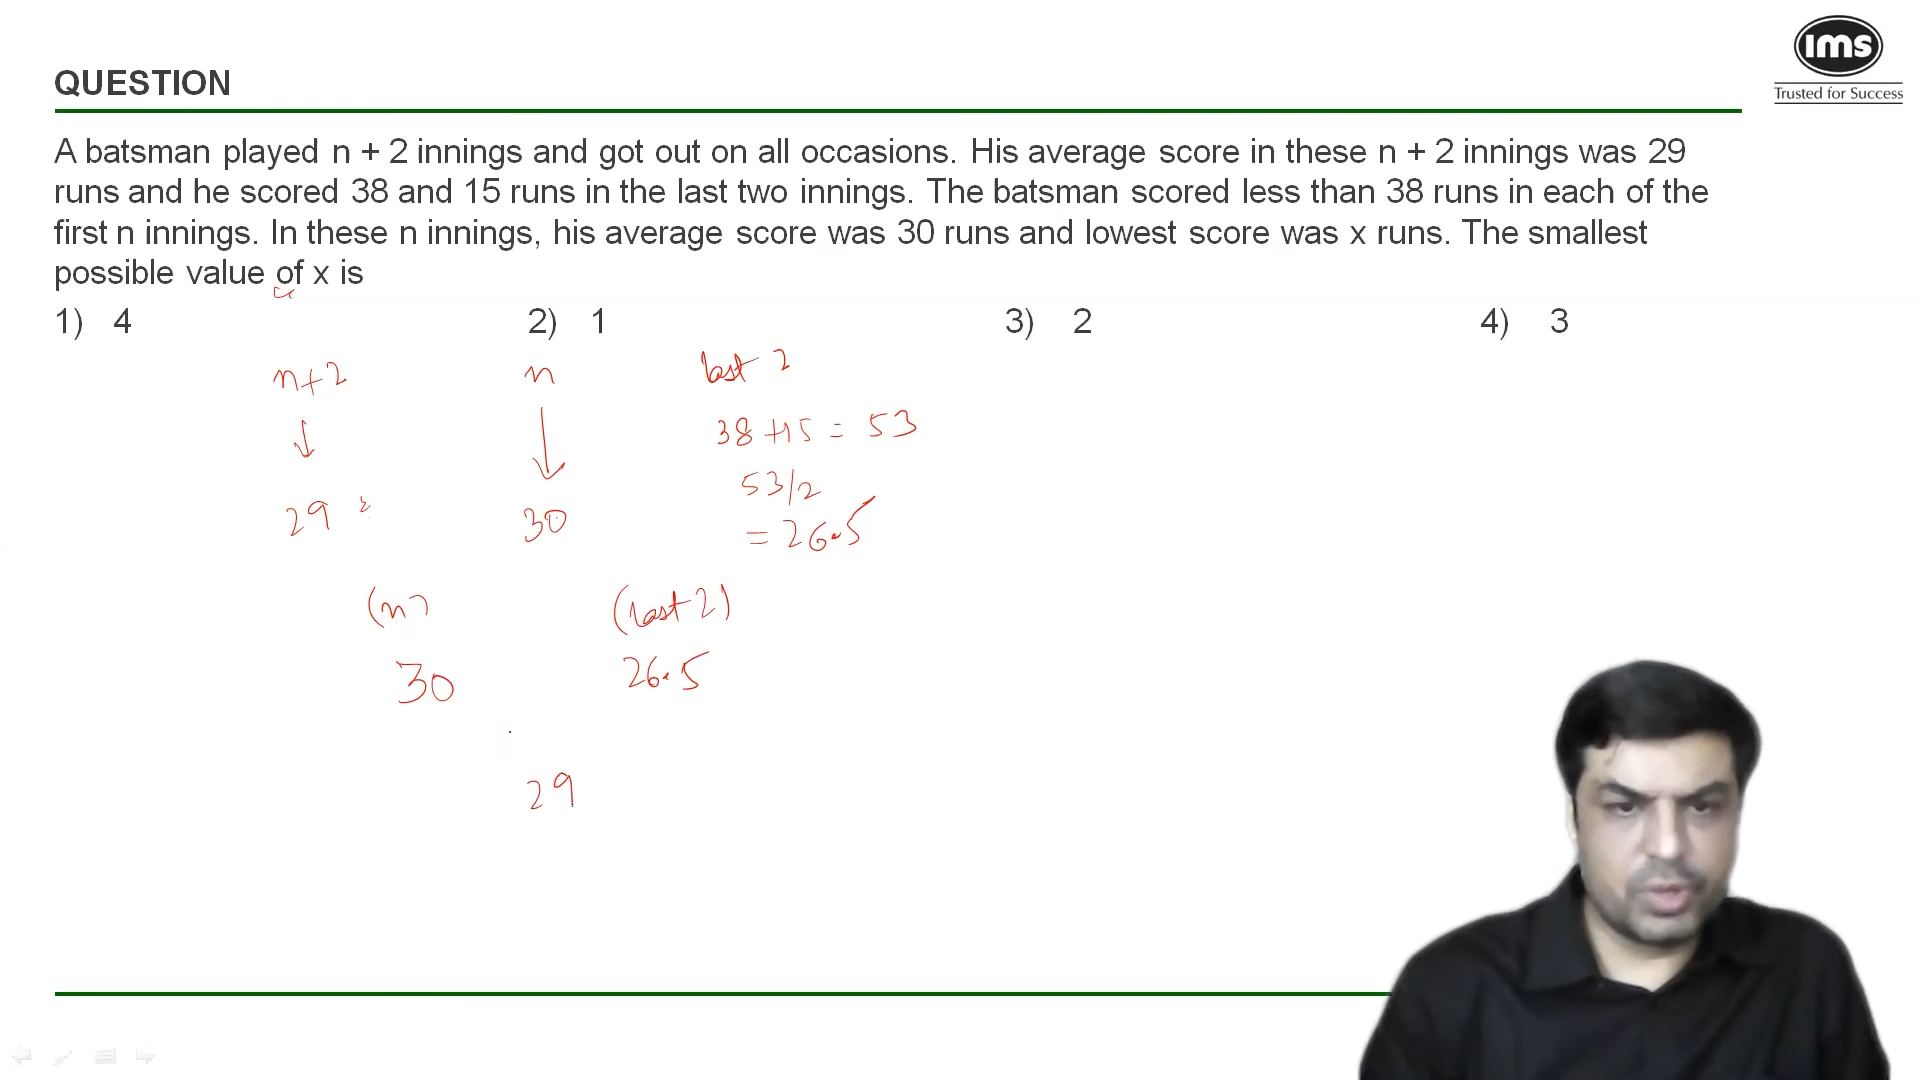 ims
Trusted for Success
QUESTION
A batsman played n + 2 innings and got out on all occasions. His average score in these n + 2 innings was 29
runs and he scored 38 and 15 runs in the last two innings. The batsman scored less than 38 runs in each of the
first n innings. In these n innings, his average score was 30 runs and lowest score was x runs. The smallest
possible value of x is
1) 4 2) 1 3) 2 4) 3
n+2 n last 2
38+15 = 53
53/2
29 30 = 26.5
(n) (last 2)
30 26.5
29